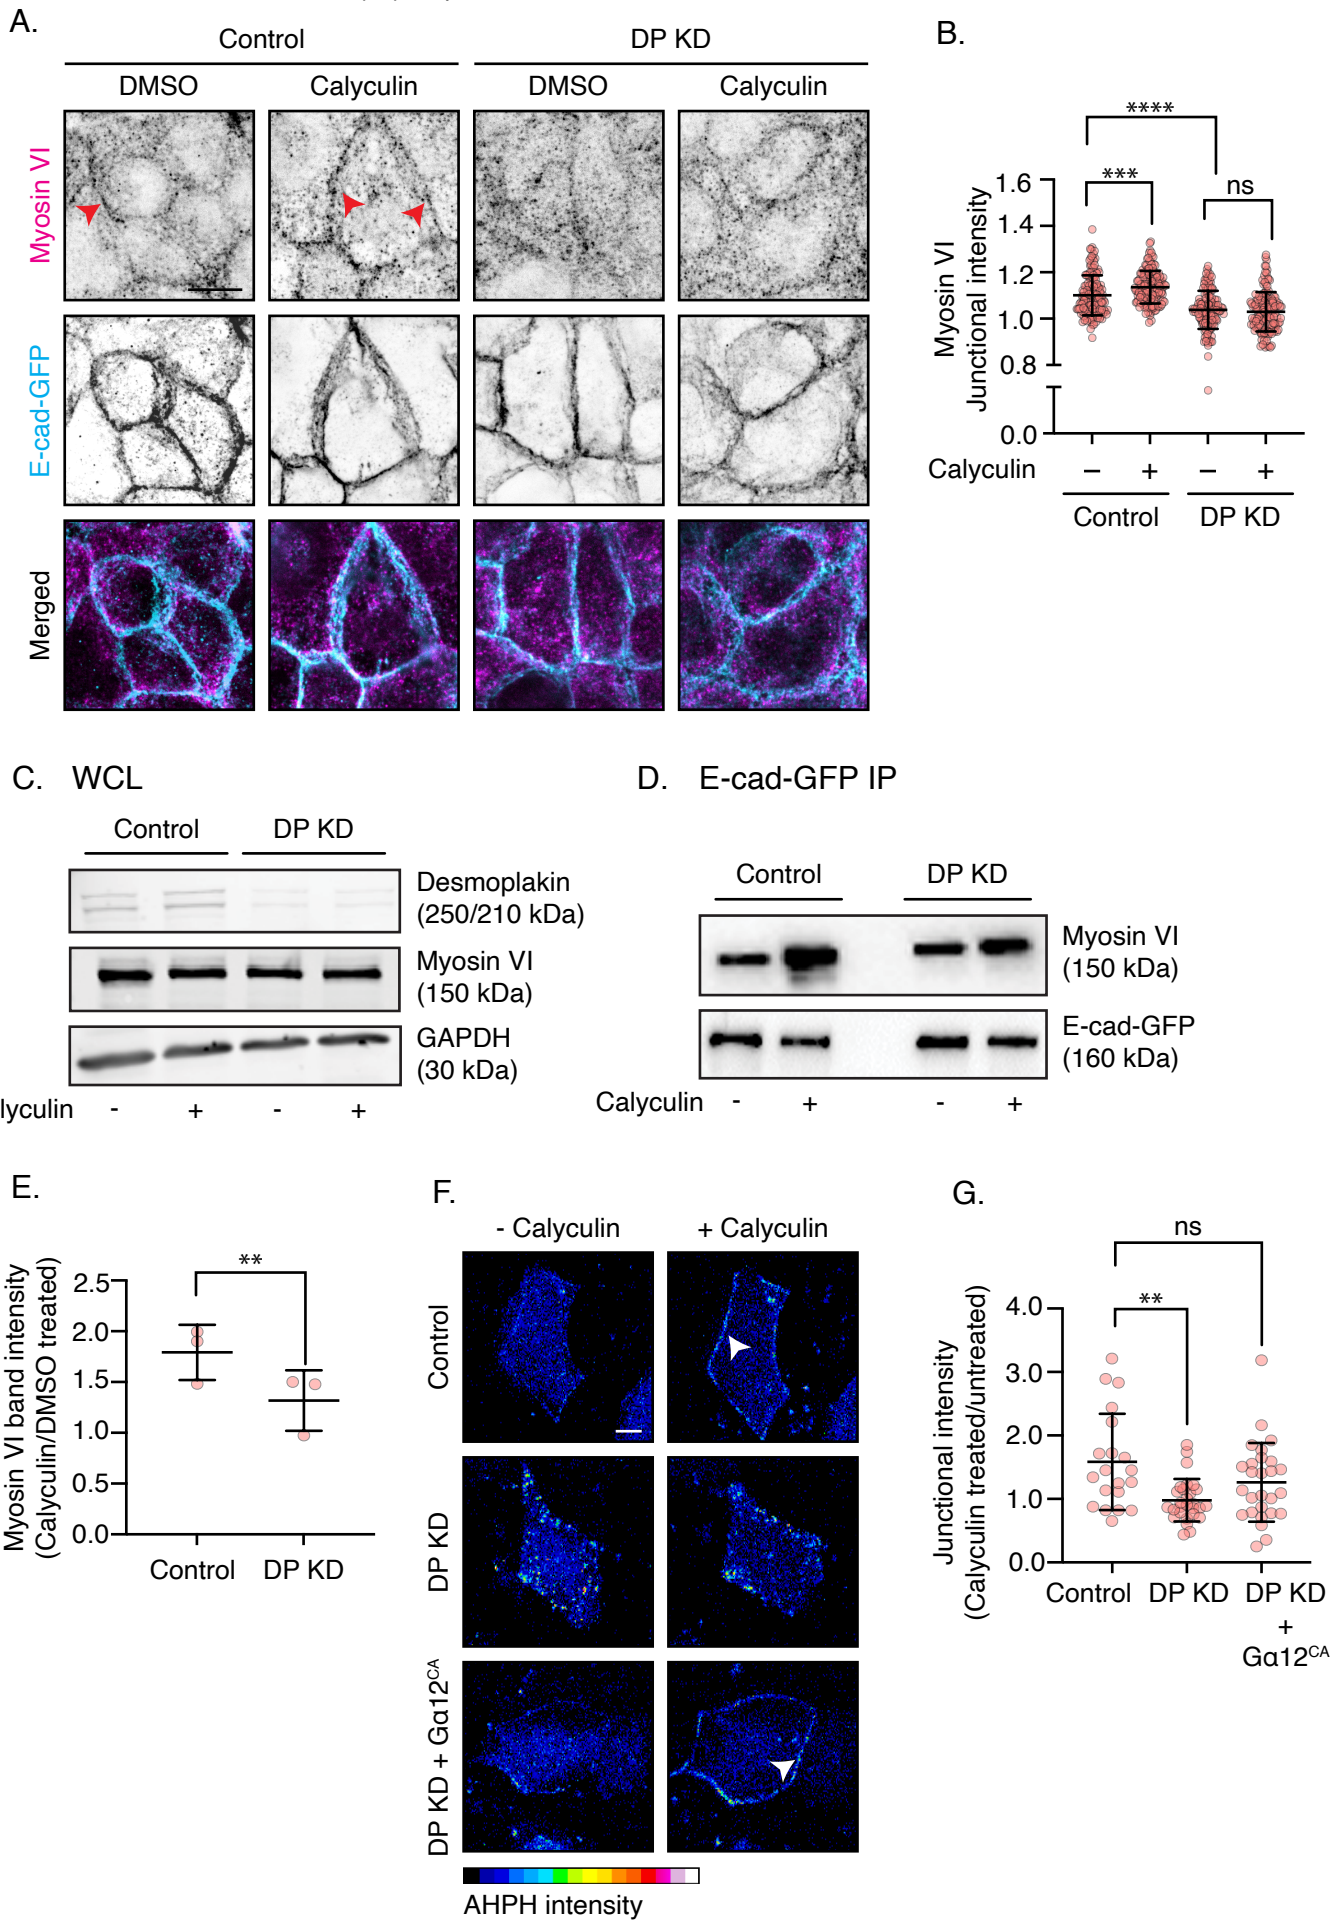 A.
Control
DP KD
DMSO
Calyculin
DMSO
Calyculin
Myosin VI
E-cad-GFP
Merged
B.
****
***
ns
Myosin VI
Junctional intensity
1.6
1.4
1.2
1.0
0.8
0.0
Calyculin – + – +
Control
DP KD
C. WCL
Control
DP KD
Desmoplakin
(250/210 kDa)
Myosin VI
(150 kDa)
GAPDH
(30 kDa)
lyculin - + - +
D. E-cad-GFP IP
Control
DP KD
Myosin VI
(150 kDa)
E-cad-GFP
(160 kDa)
Calyculin - + - +
E.
**
Myosin VI band intensity
(Calyculin/DMSO treated)
2.5
2.0
1.5
1.0
0.5
0.0
Control
DP KD
F.
- Calyculin
+ Calyculin
Control
DP KD
DP KD + Gα12CA
AHPH intensity
G.
ns
**
Junctional intensity
(Calyculin treated/untreated)
4.0
3.0
2.0
1.0
0.0
Control
DP KD
DP KD
+
Gα12CA